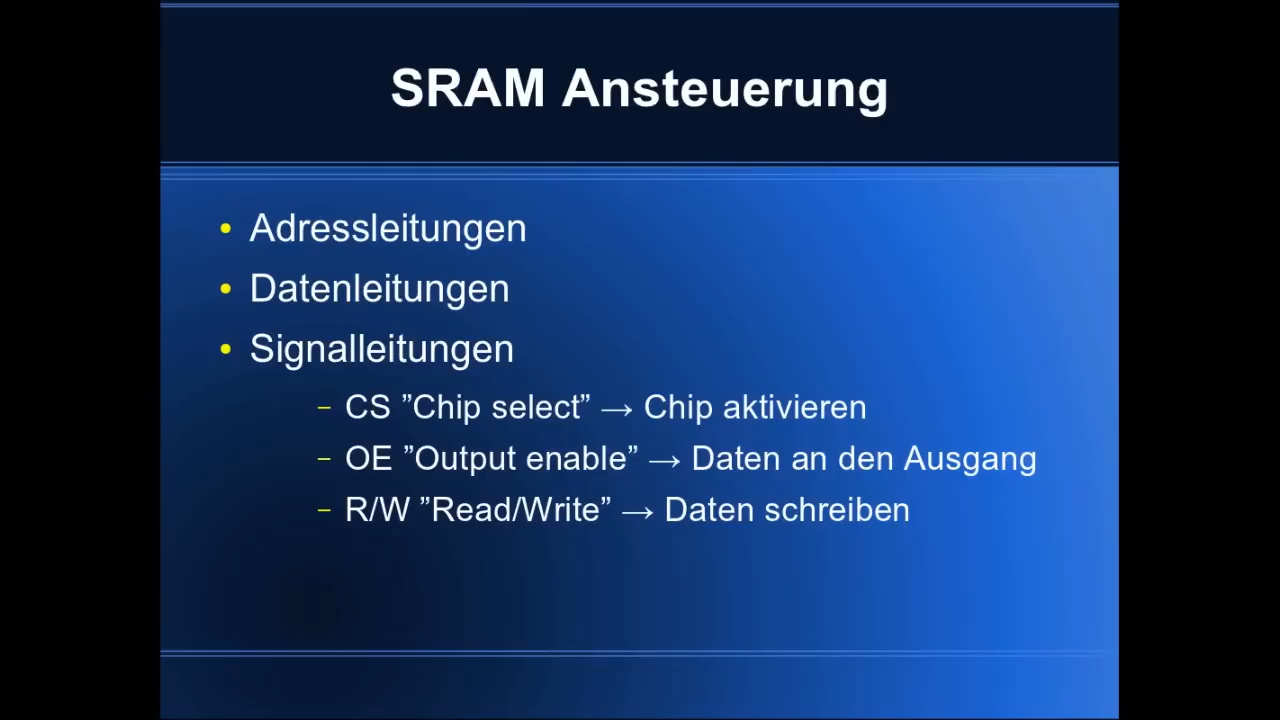 SRAM Ansteuerung
• Adressleitungen
• Datenleitungen
• Signalleitungen
– CS ”Chip select” → Chip aktivieren
– OE ”Output enable” → Daten an den Ausgang
– R/W ”Read/Write” → Daten schreiben